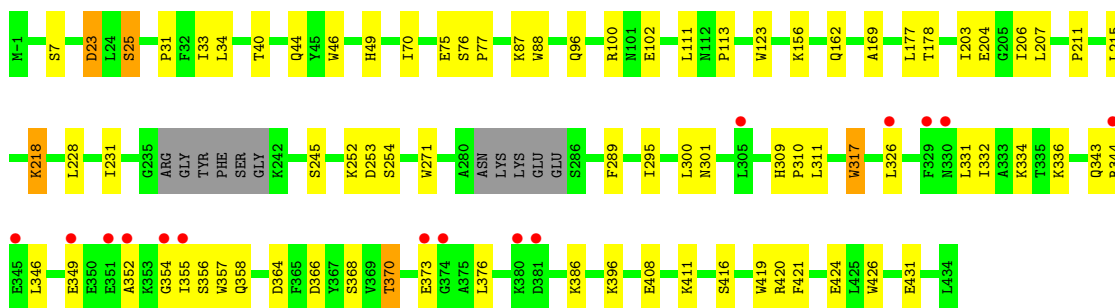 M-1 S7 D23 L24 S25 P31 F32 I33 L34 T40 Q44 Y45 W46 H49 I70 E75 S76 P77 K87 W88 Q96 R100 N101 E102 L111 N112 P113 W123 K156 Q162 A169 L177 T178 I203 E204 G205 I206 L207 P211
K218 L228 I231 G235 ARG GLY TYR PHE SER GLY K242 S245 K252 D253 S254 W271 A280 ASN LYS LYS GLU GLU S286 F289 I295 L300 N301 L305 H309 P310 L311 W317 L326 F329 N330 L331 I332 A333 K334 T335 K336 Q343
E345 L346 E349 E350 E351 A352 K353 G354 I355 S356 W357 Q358 D364 F365 D366 Y367 S368 V369 T370 E373 G374 A375 L376 K380 D381 K386 K396 E408 K411 S416 W419 R420 F421 E424 L425 W426 E431 L434